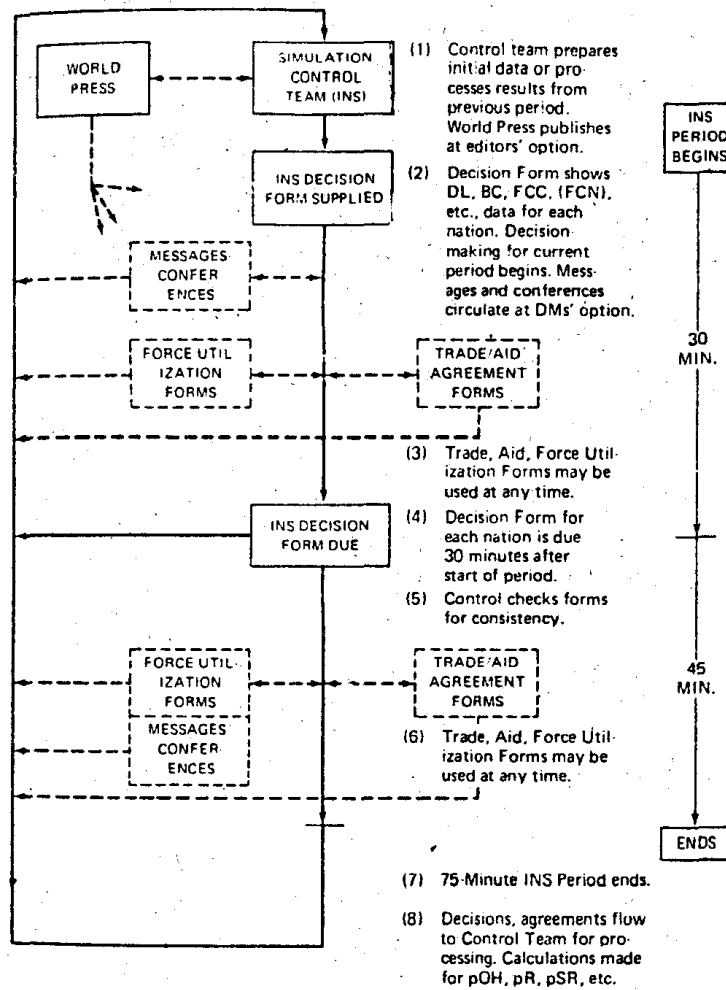 WORLD
PRESS
SIMULATION
CONTROL
TEAM (INS)
(1) Control team prepares
initial data or pro-
cesses results from
previous period.
World Press publishes
at editors' option.
INS
PERIOD
BEGINS
INS DECISION
FORM SUPPLIED
(2) Decision Form shows
DL, BC, FCC, (FCN),
etc., data for each
nation. Decision
making for current
period begins. Mess-
ages and conferences
circulate at DMs' option.
MESSAGES
CONFER
ENCES
30
MIN.
FORCE UTIL
IZATION
FORMS
TRADE/AID
AGREEMENT
FORMS
(3) Trade, Aid, Force Util-
ization Forms may be
used at any time.
INS DECISION
FORM DUE
(4) Decision Form for
each nation is due
30 minutes after
start of period.
(5) Control checks forms
for consistency.
FORCE UTIL-
IZATION
FORMS
TRADE/AID
AGREEMENT
FORMS
45
MIN.
MESSAGES
CONFER-
ENCES
(6) Trade, Aid, Force Util-
ization Forms may be
used at any time.
ENDS
(7) 75-Minute INS Period ends.
(8) Decisions, agreements flow
to Control Team for pro-
cessing. Calculations made
for pOH, pR, pSR, etc.